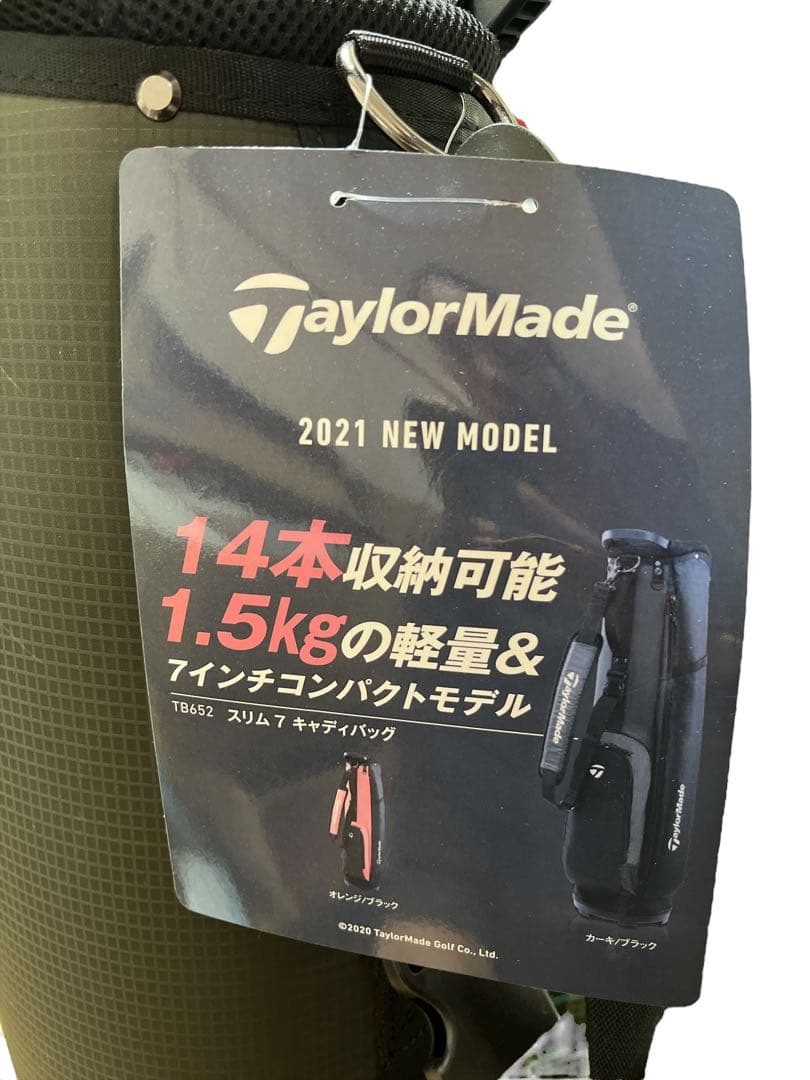 TaylorMade®
2021 NEW MODEL
14本収納可能
1.5kgの軽量&
7インチコンパクトモデル
TB652 スリム7 キャディバッグ
TaylorMade
TaylorMade
オレンジ/ブラック
カーキ/ブラック
©2020 TaylorMade Golf Co., Ltd.